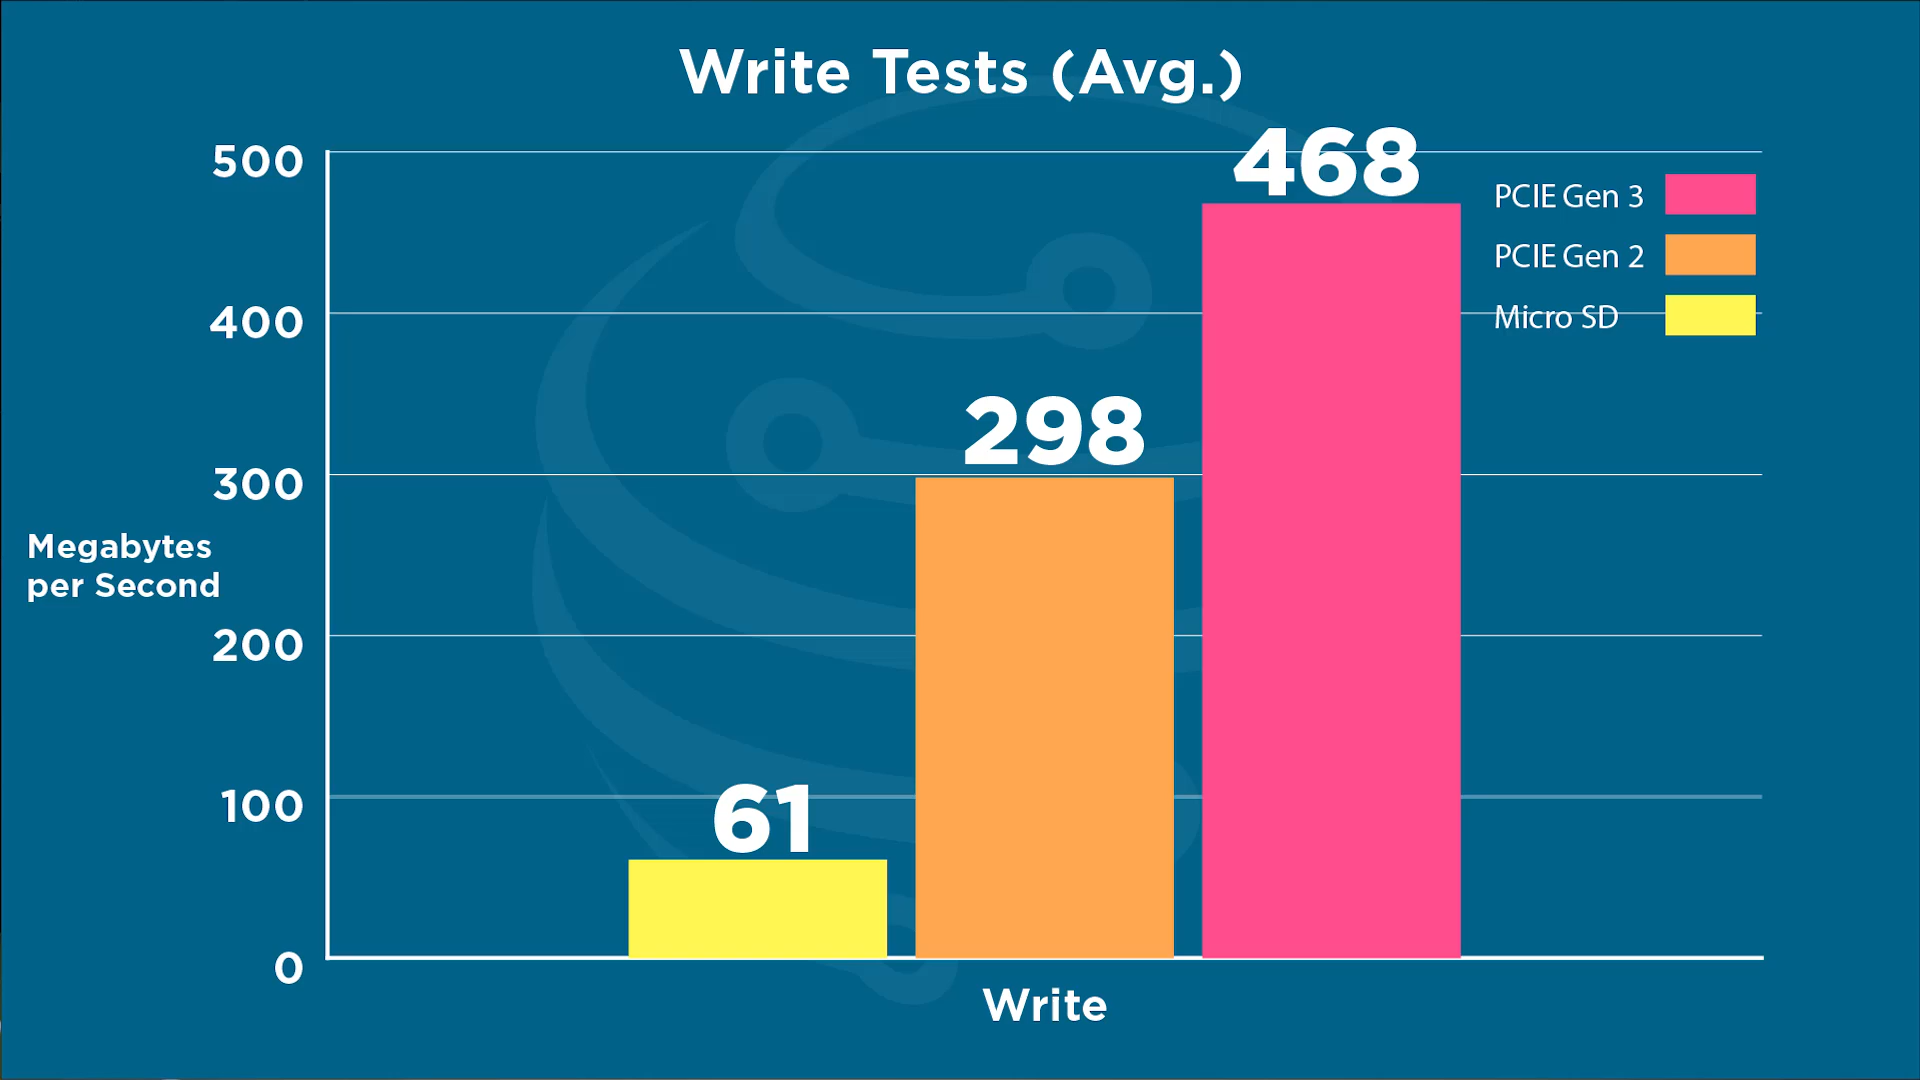 Write Tests (Avg.)
500
400
300
200
100
0
Megabytes
per Second
61
298
468
PCIE Gen 3
PCIE Gen 2
Micro SD
Write